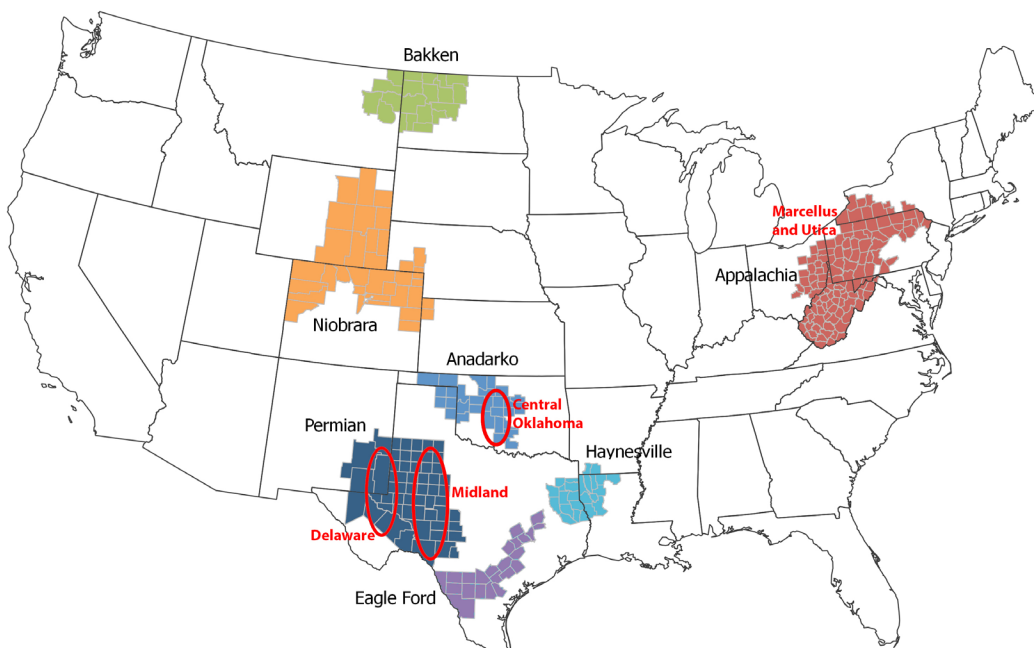 Bakken
Marcellus
and Utica
Appalachia
Niobrara
Anadarko
Central
Oklahoma
Permian
Haynesville
Midland
Delaware
Eagle Ford